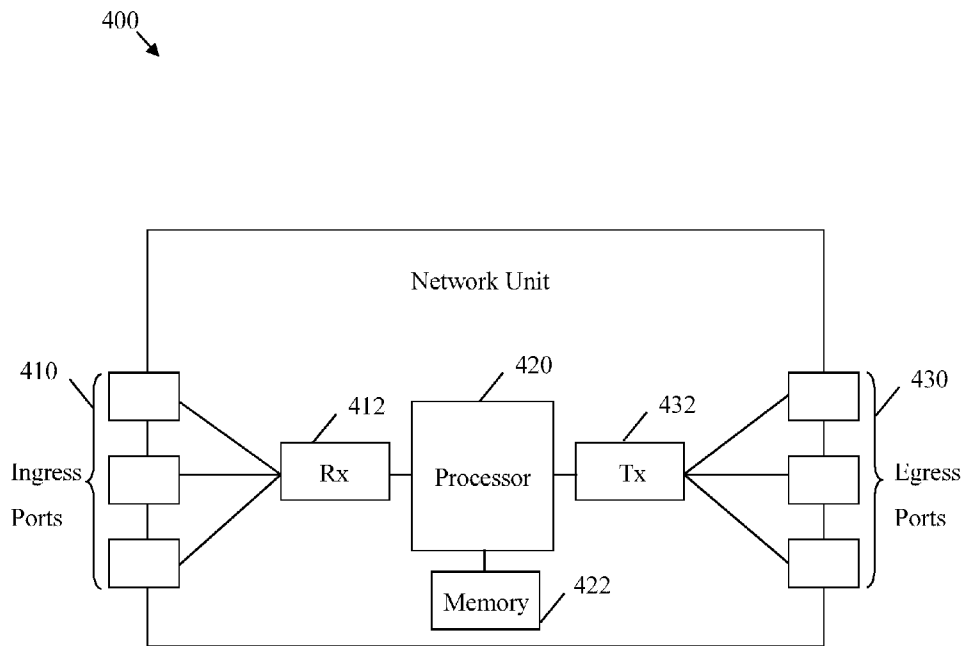 400
Network Unit
410
420
430
412
432
Ingress
Ports
Rx
Processor
Tx
Egress
Ports
Memory
422